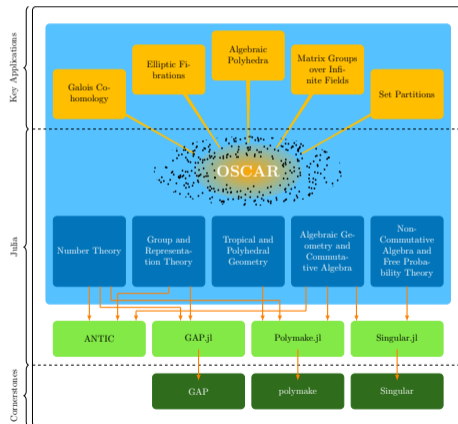 Key Applications
Galois Co-
homology
Elliptic Fi-
brations
Algebraic
Polyhedra
Matrix Groups
over Infi-
nite Fields
Set Partitions
OSCAR
Julia
Number Theory
Group and
Representa-
tion Theory
Tropical and
Polyhedral
Geometry
Algebraic Ge-
ometry and
Commu-
tative Algebra
Non-
Commutative
Algebra and
Free Proba-
bility Theory
ANTIC
GAP.jl
Polymake.jl
Singular.jl
Cornerstones
GAP
polymake
Singular